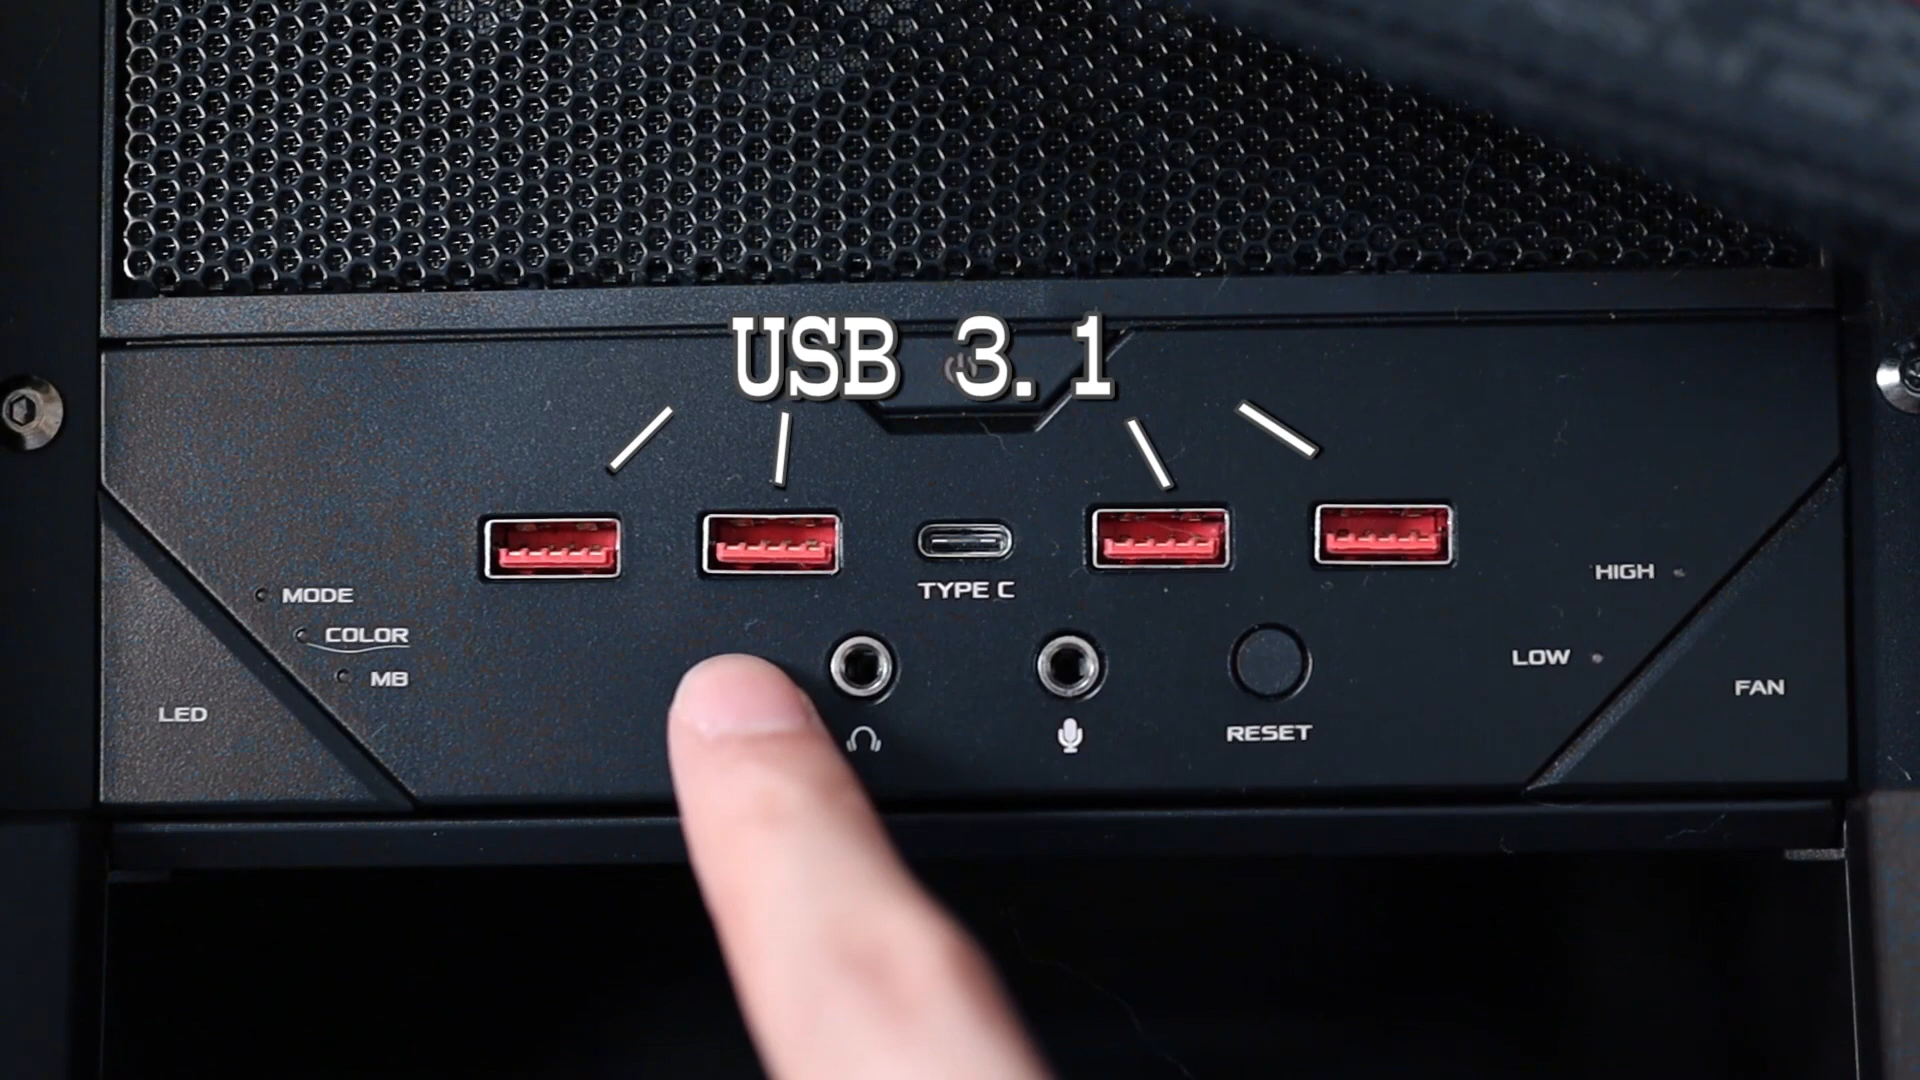 USB 3.1
TYPE C
MODE
COLOR
MB
LED
HIGH
LOW
FAN
RESET